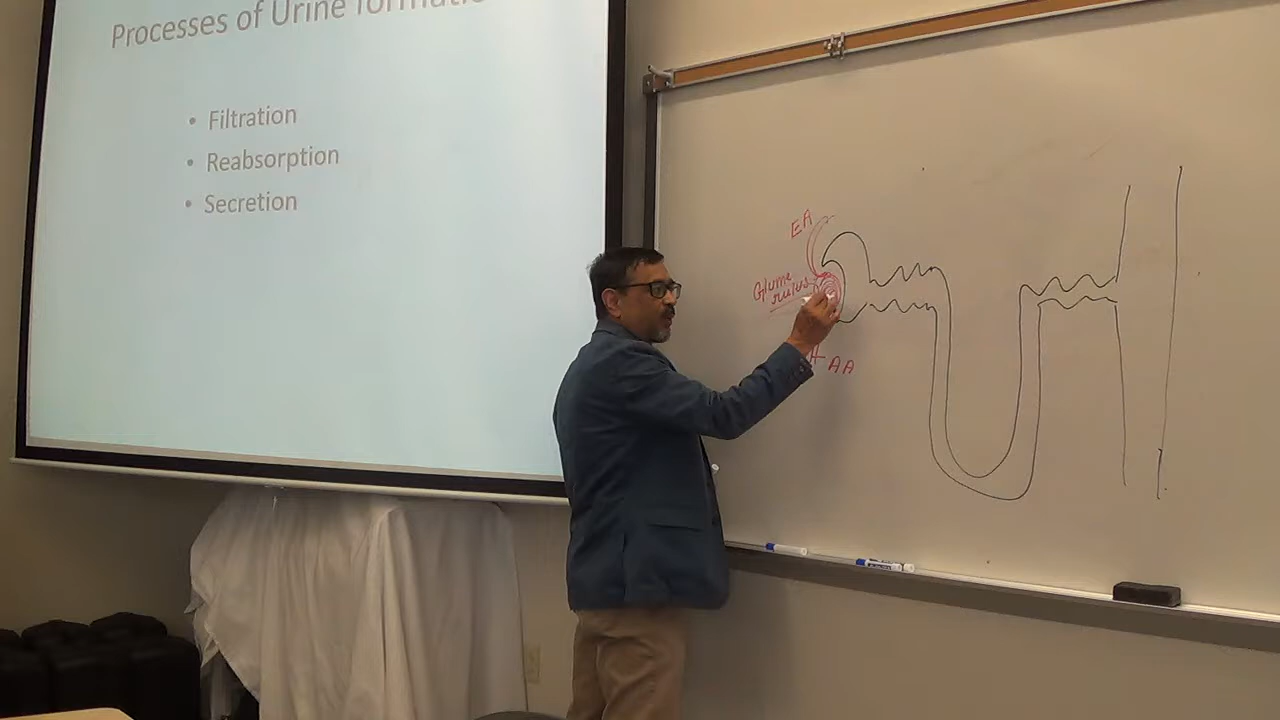 Processes of Urine formatio
• Filtration
• Reabsorption
• Secretion
EA
Glome
rulus
AA